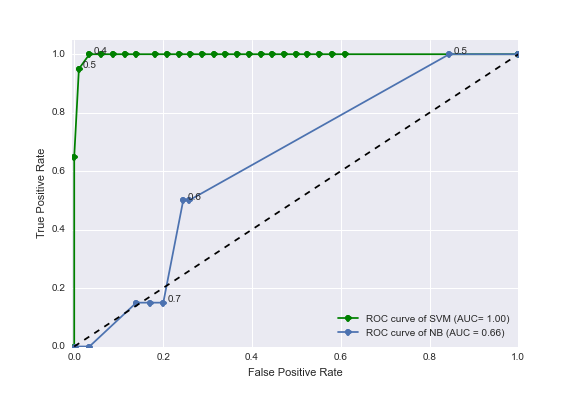 1.0
0.8
0.6
0.4
0.2
0.0
True Positive Rate
0.4
0.5
0.5
0.6
0.7
ROC curve of SVM (AUC= 1.00)
ROC curve of NB (AUC = 0.66)
0.0 0.2 0.4 0.6 0.8 1.0
False Positive Rate